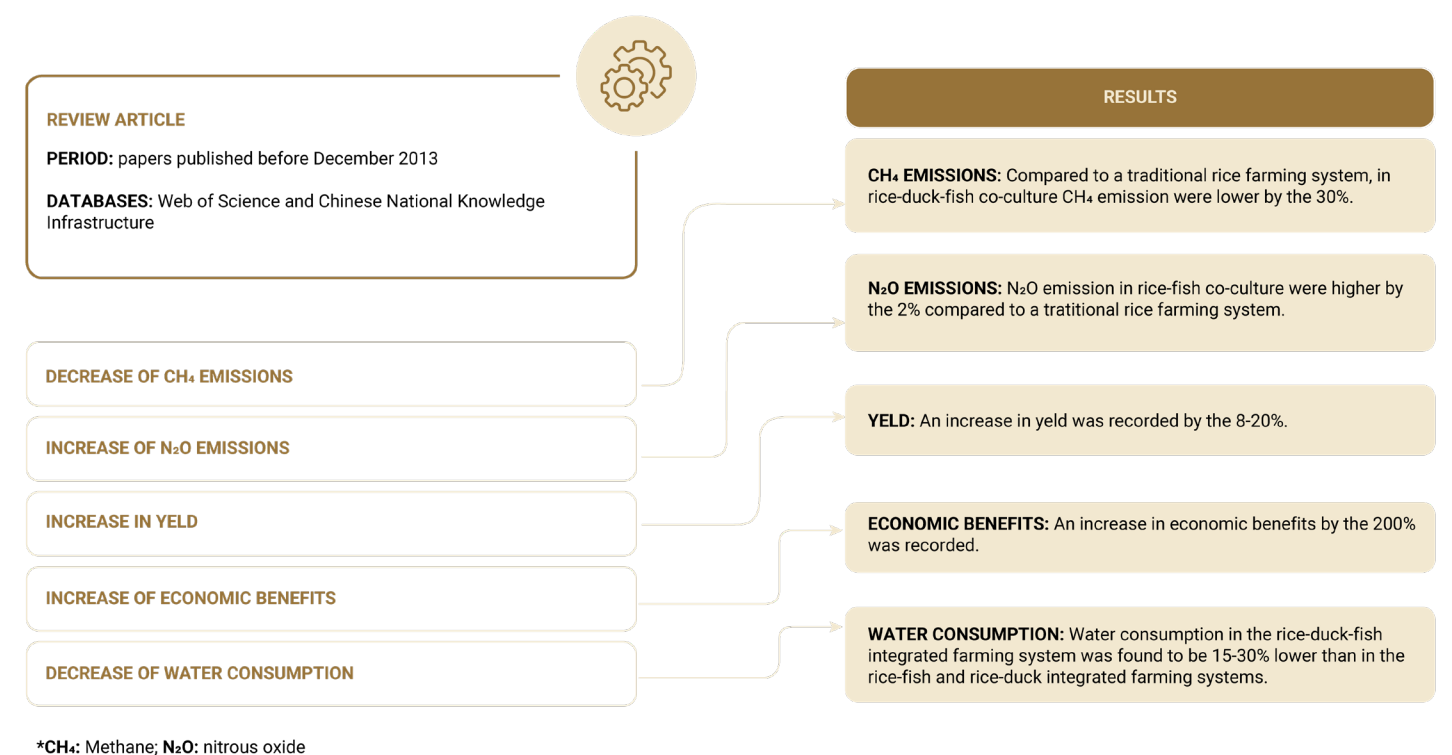 REVIEW ARTICLE
PERIOD: papers published before December 2013
DATABASES: Web of Science and Chinese National Knowledge
Infrastructure
DECREASE OF CH₄ EMISSIONS
INCREASE OF N₂O EMISSIONS
INCREASE IN YELD
INCREASE OF ECONOMIC BENEFITS
DECREASE OF WATER CONSUMPTION
RESULTS
CH₄ EMISSIONS: Compared to a traditional rice farming system, in
rice-duck-fish co-culture CH₄ emission were lower by the 30%.
N₂O EMISSIONS: N₂O emission in rice-fish co-culture were higher by
the 2% compared to a tratitional rice farming system.
YELD: An increase in yeld was recorded by the 8-20%.
ECONOMIC BENEFITS: An increase in economic benefits by the 200%
was recorded.
WATER CONSUMPTION: Water consumption in the rice-duck-fish
integrated farming system was found to be 15-30% lower than in the
rice-fish and rice-duck integrated farming systems.
*CH₄: Methane; N₂O: nitrous oxide